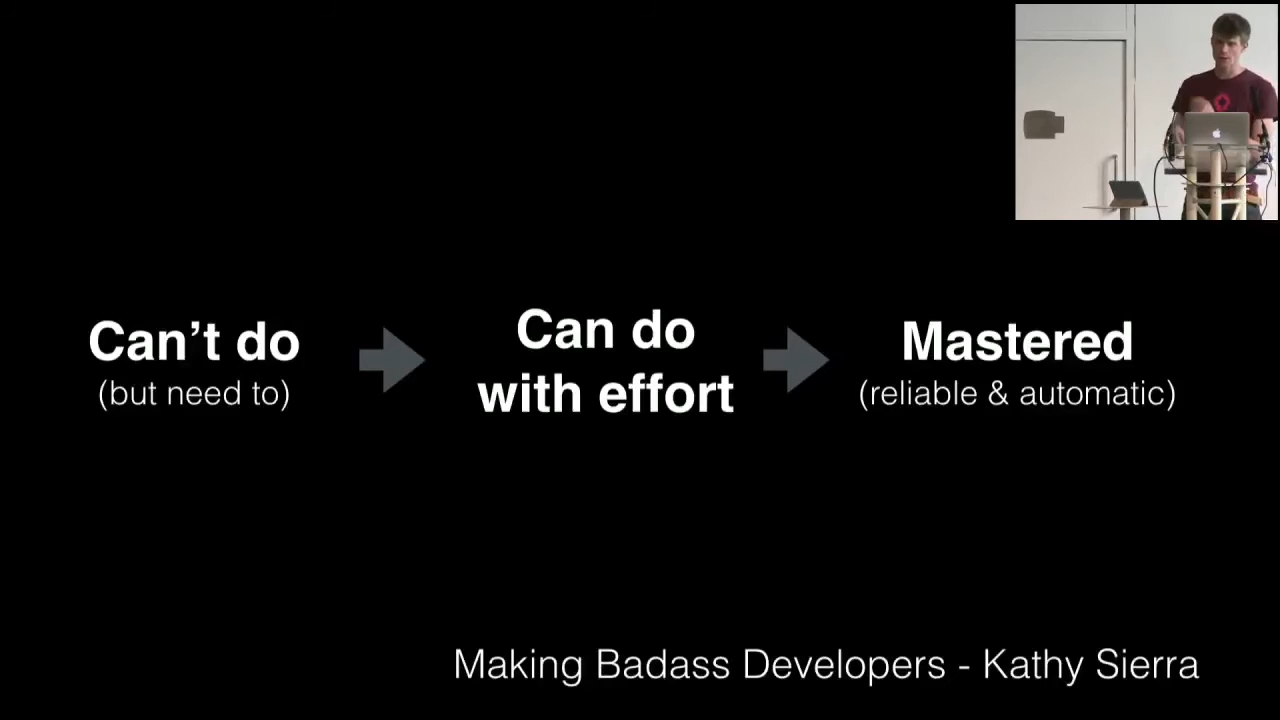 Can't do
(but need to)
Can do
with effort
Mastered
(reliable & automatic)
Making Badass Developers - Kathy Sierra